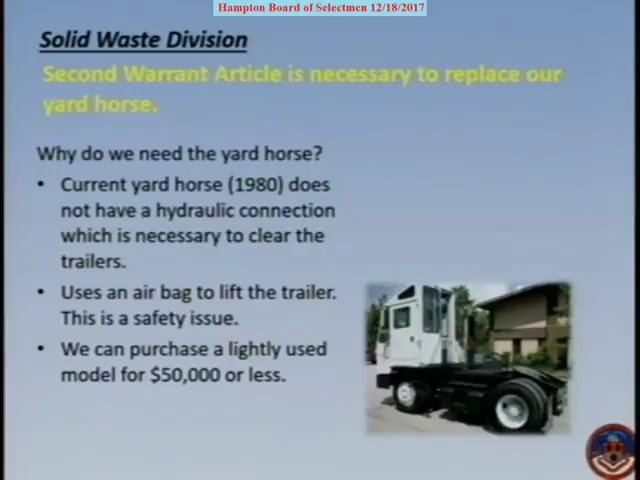 Hampton Board of Selectmen 12/18/2017
Solid Waste Division
Second Warrant Article is necessary to replace our
yard horse.
Why do we need the yard horse?
• Current yard horse (1980) does
not have a hydraulic connection
which is necessary to clear the
trailers.
• Uses an air bag to lift the trailer.
This is a safety issue.
• We can purchase a lightly used
model for $50,000 or less.